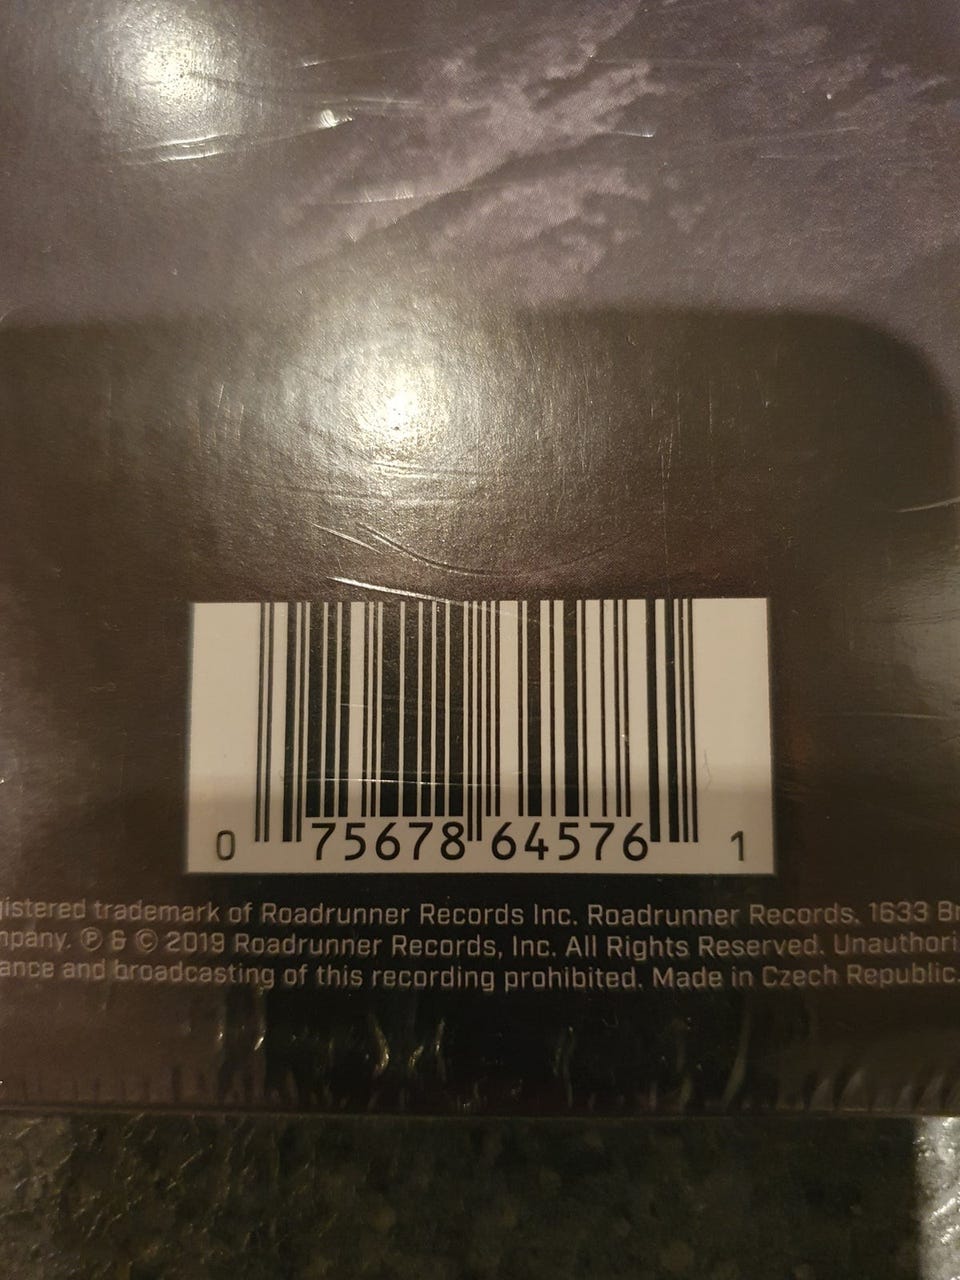 0 75678 64576 1
gistered trademark of Roadrunner Records Inc. Roadrunner Records. 1633
mpany. ℗ & © 2019 Roadrunner Records, Inc. All Rights Reserved. Unauthori
ance and broadcasting of this recording prohibited. Made in Czech Republic.